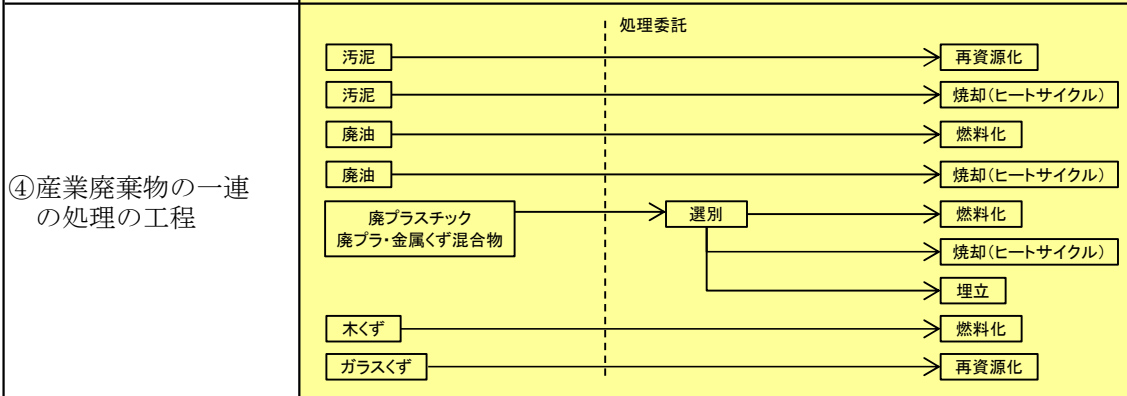 ④産業廃棄物の一連
の処理の工程
処理委託
汚泥
再資源化
汚泥
焼却(ヒートサイクル)
廃油
燃料化
廃油
焼却(ヒートサイクル)
廃プラスチック
廃プラ・金属くず混合物
選別
燃料化
焼却(ヒートサイクル)
埋立
木くず
燃料化
ガラスくず
再資源化